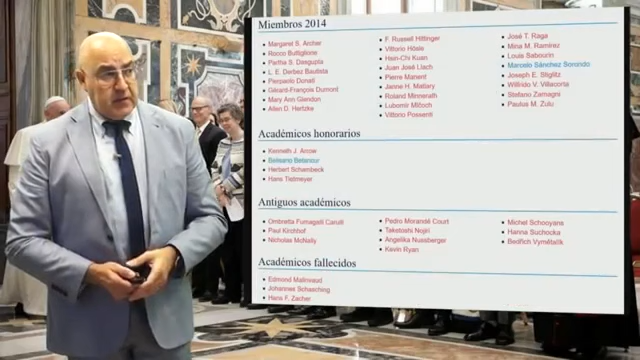 Miembros 2014
Margaret S. Archer
Rocco Buttiglione
Partha S. Dasgupta
L. E. Derbez Bautista
Pierpaolo Donati
Gérard-François Dumont
Mary Ann Glendon
Allen D. Hertzke
F. Russell Hittinger
Vittorio Hösle
Hsin-Chi Kuan
Juan José Llach
Pierre Manent
Janne H. Matlary
Roland Minnerath
Lubomír Mlčoch
Vittorio Possenti
José T. Raga
Mina M. Ramirez
Louis Sabourin
Marcelo Sánchez Sorondo
Joseph E. Stiglitz
Wilfrido V. Villacorta
Stefano Zamagni
Paulus M. Zulu
Académicos honorarios
Kenneth J. Arrow
Belisario Betancur
Herbert Schambeck
Hans Tietmeyer
Antiguos académicos
Ombretta Fumagalli Carulli
Paul Kirchhof
Nicholas McNally
Pedro Morandé Court
Takatoshi Nojiri
Angelika Nussberger
Kevin Ryan
Michel Schooyans
Hanna Suchocka
Bedřich Vymětalík
Académicos fallecidos
Edmond Malinvaud
Johannes Schasching
Hans F. Zacher